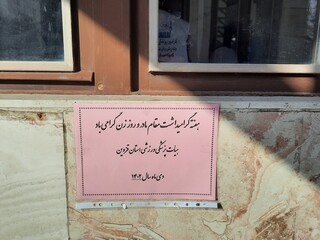 هفته گرامیداشت مقام مادر و روز زن گرامی باد
هیات پزشکی ورزشی استان قزوین
دی ماه سال ۱۴۰۲